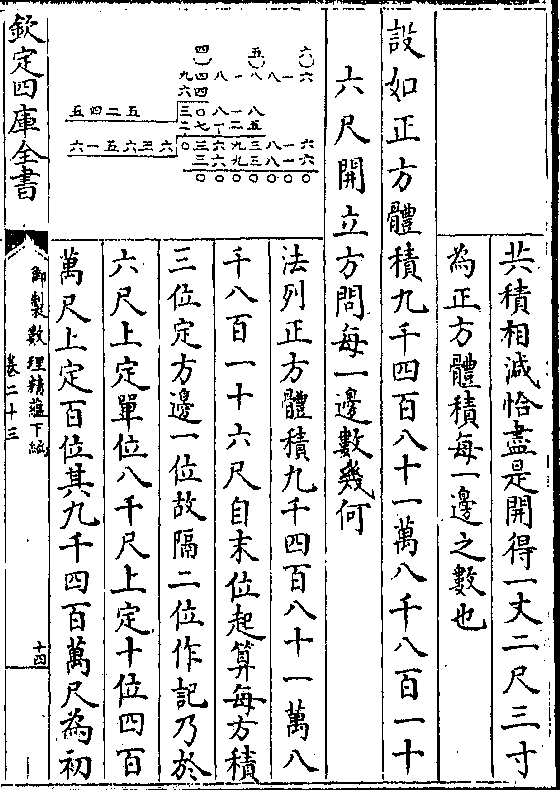 共積相減恰盡是開得一丈二尺三寸
為正方體積每一邊之數也
設如正方體積九千四百八十一萬八千八百一十
六尺開立方問每一邊數幾何
四 五 六
九四八一八八一六
六四
五四二五 三〇八一八
二七一二五
六一五六三六 〇三六九三八一六
三六九三八一六
〇〇〇〇〇〇〇
法列正方體積九千四百八十一萬八
千八百一十六尺自末位起算每方積
三位定方邊一位故隔二位作記乃於
六尺上定單位八千尺上定十位四百
萬尺上定百位其九千四百萬尺為初
欽定四庫全書
御製數理精蘊下編
卷二十三
十四